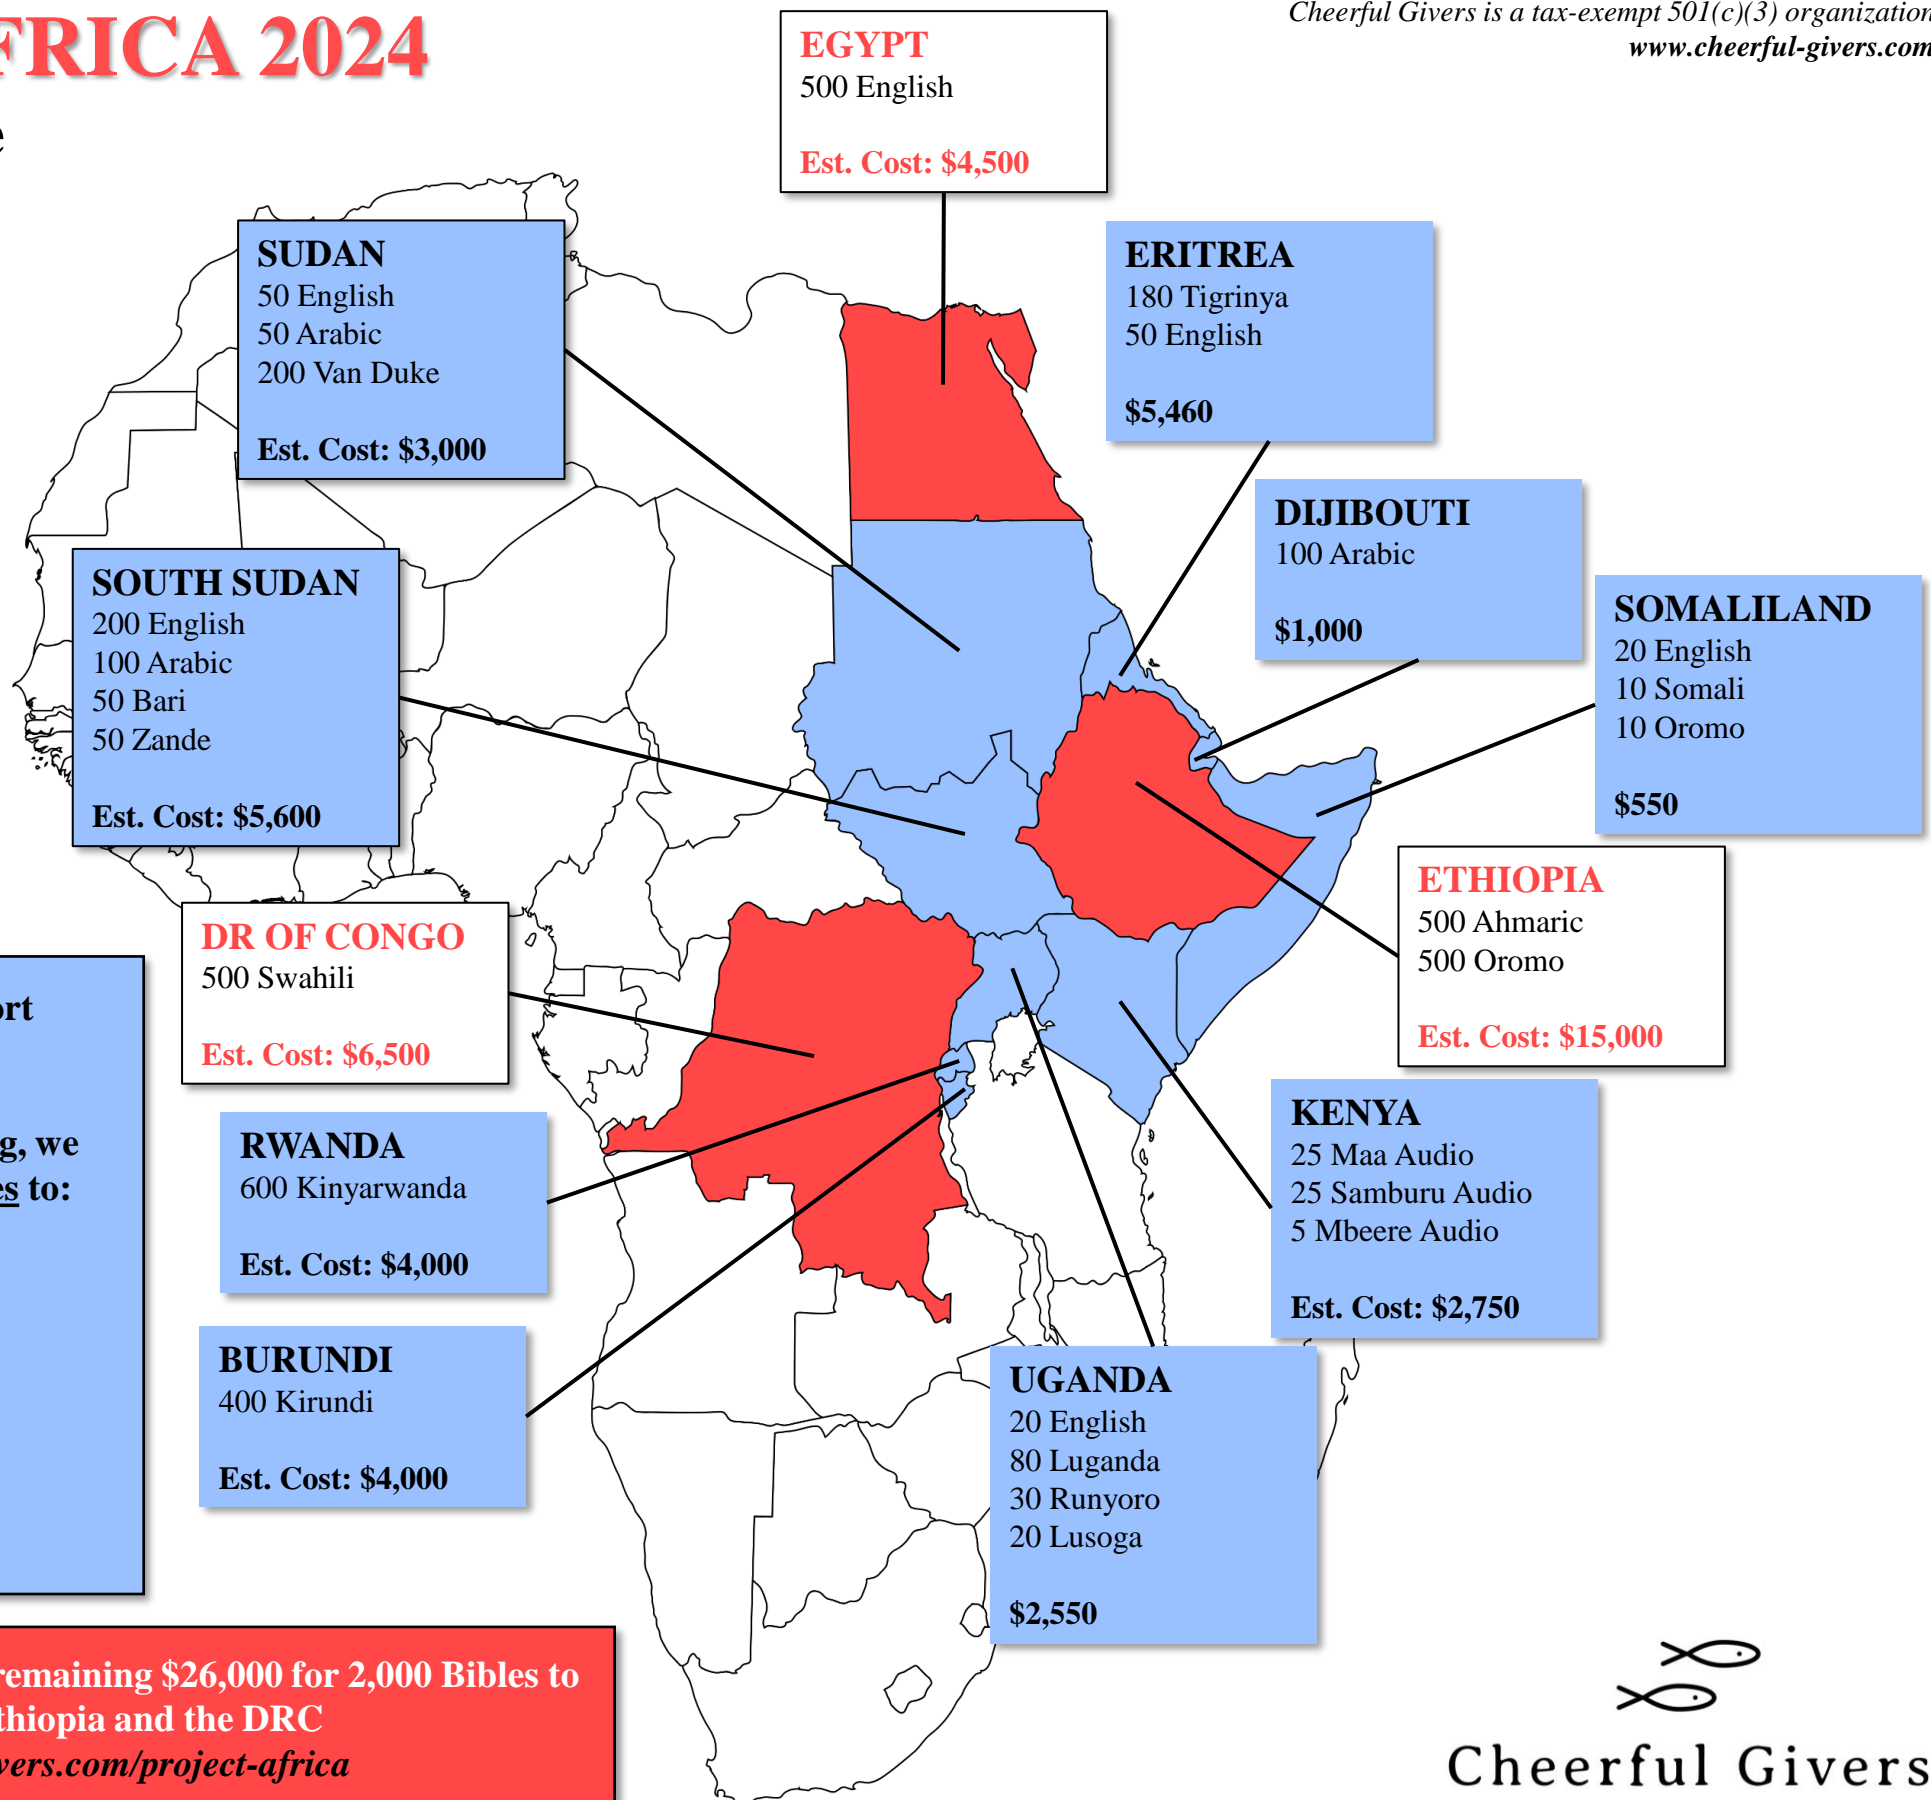 FRICA 2024
e
Cheerful Givers is a tax-exempt 501(c)(3) organization
www.cheerful-givers.com
EGYPT
500 English
Est. Cost: $4,500
SUDAN
50 English
50 Arabic
200 Van Duke
Est. Cost: $3,000
ERITREA
180 Tigrinya
50 English
$5,460
DIJIBOUTI
100 Arabic
$1,000
SOUTH SUDAN
200 English
100 Arabic
50 Bari
50 Zande
Est. Cost: $5,600
SOMALILAND
20 English
10 Somali
10 Oromo
$550
ETHIOPIA
500 Ahmaric
500 Oromo
Est. Cost: $15,000
DR OF CONGO
500 Swahili
Est. Cost: $6,500
ort
g, we
es to:
RWANDA
600 Kinyarwanda
Est. Cost: $4,000
KENYA
25 Maa Audio
25 Samburu Audio
5 Mbeere Audio
Est. Cost: $2,750
BURUNDI
400 Kirundi
Est. Cost: $4,000
UGANDA
20 English
80 Luganda
30 Runyoro
20 Lusoga
$2,550
remaining $26,000 for 2,000 Bibles to
thiopia and the DRC
vers.com/project-africa
Cheerful Givers